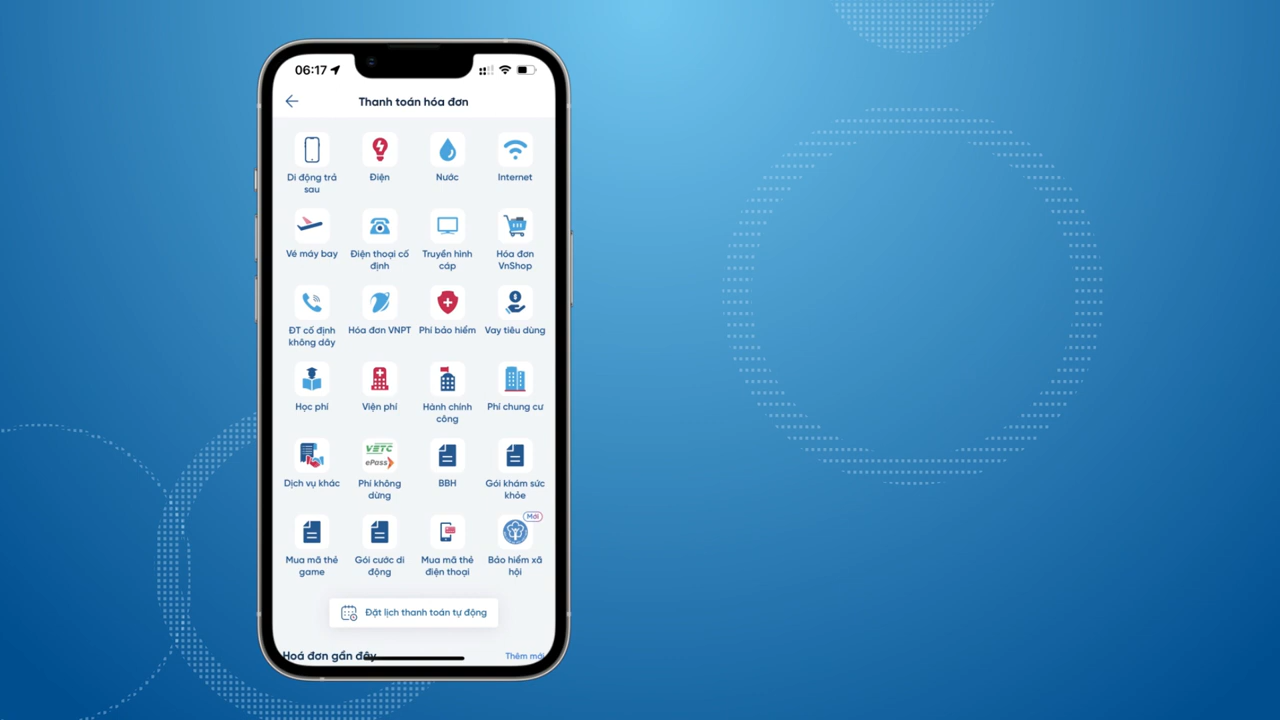 06:17
Thanh toán hóa đơn
Di động trả
sau
Điện
Nước
Internet
Vé máy bay
Điện thoại cố
định
Truyền hình
cáp
Hóa đơn
VnShop
ĐT cố định
không dây
Hóa đơn VNPT
Phí bảo hiểm
Vay tiêu dùng
Học phí
Viện phí
Hành chính
công
Phí chung cư
Dịch vụ khác
VETC
ePass
Phí không
dừng
BBH
Gói khám sức
khỏe
Mua mã thẻ
game
Gói cước di
động
Mua mã thẻ
điện thoại
Mới
Bảo hiểm xã
hội
Đặt lịch thanh toán tự động
Hoá đơn gần đây
Thêm mới